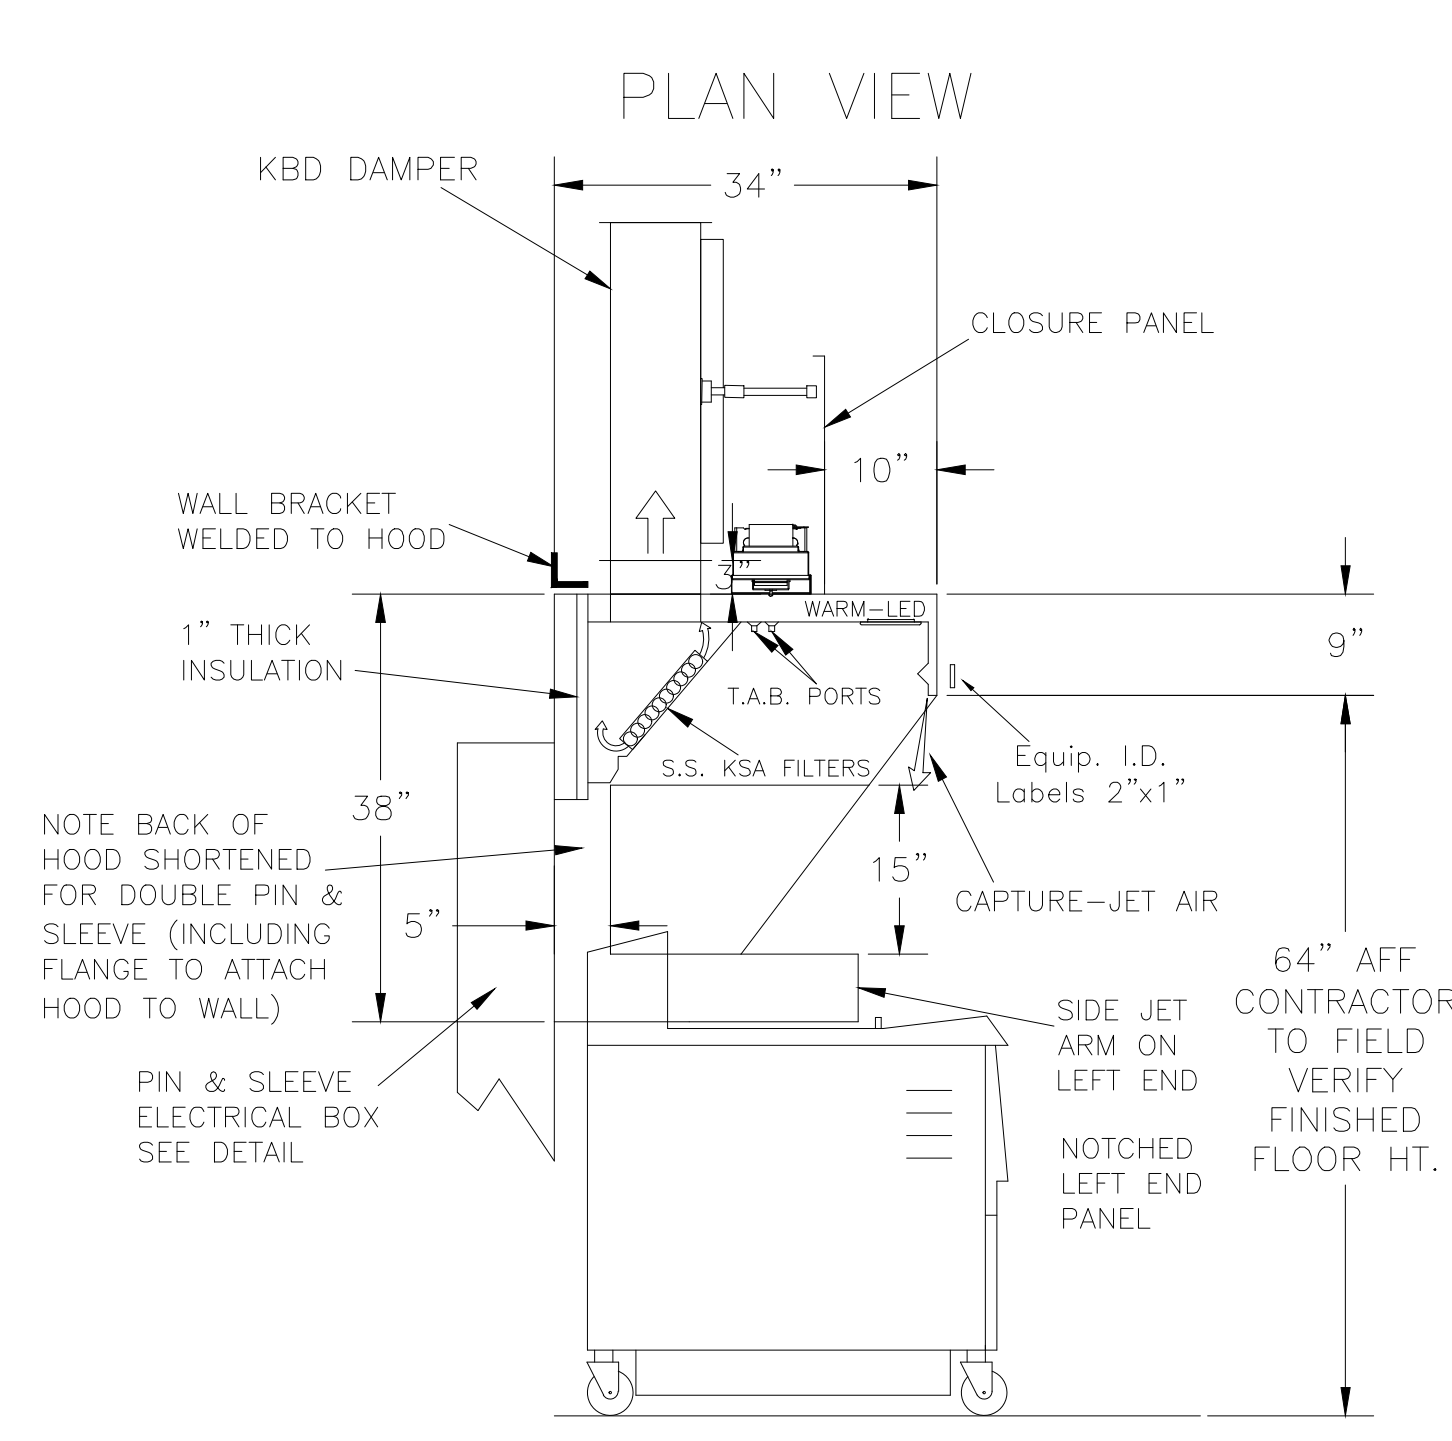 PLAN VIEW
KBD DAMPER
34”
CLOSURE PANEL
10”
WALL BRACKET
WELDED TO HOOD
3”
WARM-LED
1” THICK
INSULATION
9”
T.A.B. PORTS
S.S. KSA FILTERS
Equip. I.D.
Labels 2”x1”
38”
NOTE BACK OF
HOOD SHORTENED
FOR DOUBLE PIN &
SLEEVE (INCLUDING
FLANGE TO ATTACH
HOOD TO WALL)
15”
CAPTURE-JET AIR
5”
64” AFF
CONTRACTOR
TO FIELD
VERIFY
FINISHED
FLOOR HT.
SIDE JET
ARM ON
LEFT END
PIN & SLEEVE
ELECTRICAL BOX
SEE DETAIL
NOTCHED
LEFT END
PANEL